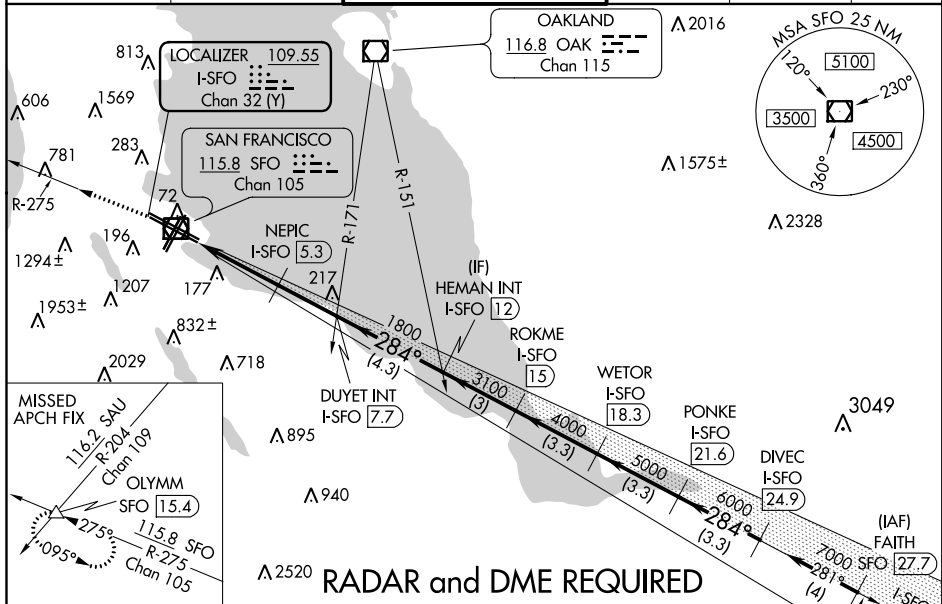 OAKLAND
116.8 OAK
Chan 115
2016
MSA SFO 25 NM
120°
5100
230°
3500
4500
360°
813
LOCALIZER 109.55
I-SFO
Chan 32 (Y)
606
1569
283
SAN FRANCISCO
115.8 SFO
Chan 105
781
R-275
72
R-171
R-151
1575±
2328
196
1294±
NEPIC
I-SFO 5.3
177
217
1207
1953±
832±
(IF)
HEMAN INT
I-SFO 12
1800
284°
(4.3)
ROKME
I-SFO
15
2029
718
3100
(3)
WETOR
I-SFO
18.3
DUYET INT
I-SFO 7.7
4000
(3.3)
PONKE
I-SFO
21.6
3049
895
5000
(3.3)
DIVEC
I-SFO
24.9
940
6000
284°
(3.3)
(IAF)
FAITH
SFO 27.7
7000
281°
(4)
I-SFO
2520
RADAR and DME REQUIRED
MISSED
APCH FIX
116.2 SAU
R-204
Chan 109
OLYMM
SFO 15.4
275°
095°
115.8 SFO
R-275
Chan 105